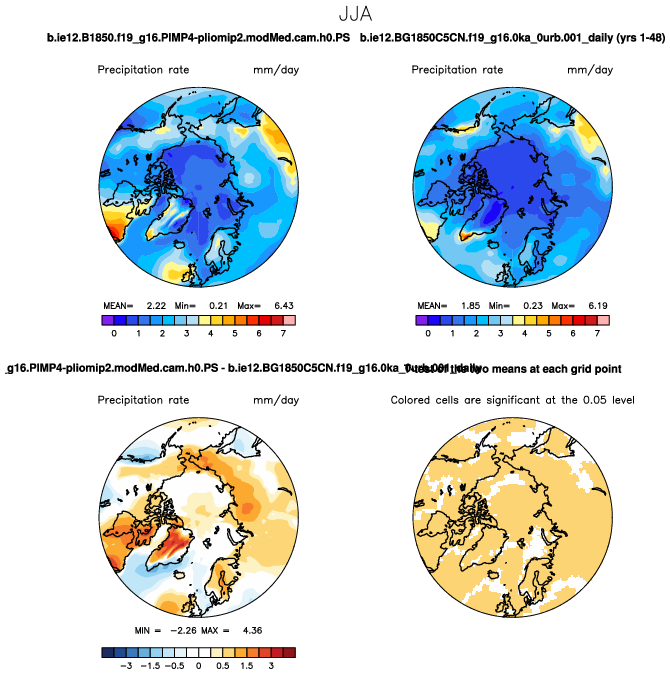 JJA
b.ie12.B1850.f19_g16.PIMP4-pliomip2.modMed.cam.h0.PS b.ie12.BG1850C5CN.f19_g16.0ka_0urb.001_daily (yrs 1-48)
Precipitation rate mm/day Precipitation rate mm/day
MEAN= 2.22 Min= 0.21 Max= 6.43 MEAN= 1.85 Min= 0.23 Max= 6.19
0 1 2 3 4 5 6 7 0 1 2 3 4 5 6 7
_g16.PIMP4-pliomip2.modMed.cam.h0.PS - b.ie12.BG1850C5CN.f19_g16.0ka_0urb.001_daily of the two means at each grid point
Precipitation rate mm/day Colored cells are significant at the 0.05 level
MIN = -2.26 MAX = 4.36
-3 -1.5 -0.5 0 0.5 1.5 3